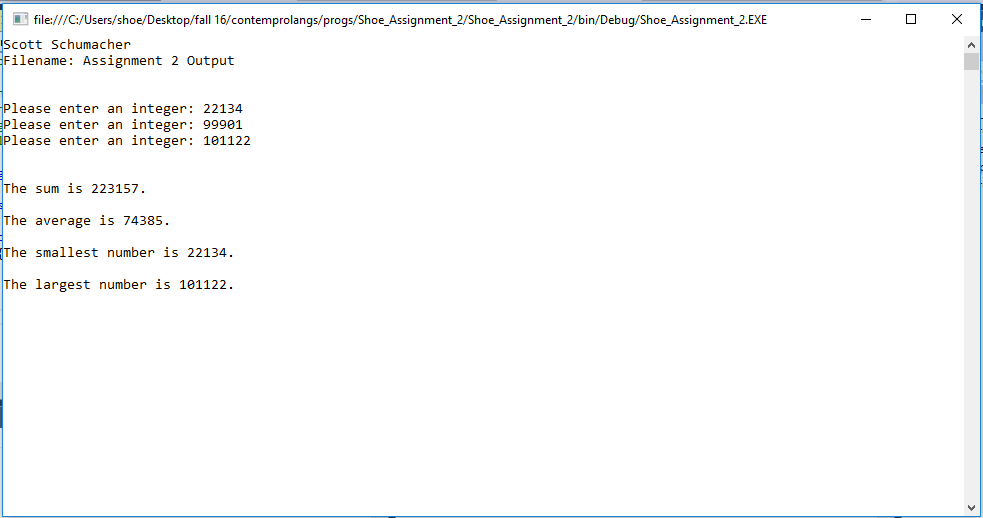 file:///C:/Users/shoe/Desktop/fall 16/contemprolangs/progs/Shoe_Assignment_2/Shoe_Assignment_2/bin/Debug/Shoe_Assignment_2.EXE
Scott Schumacher
Filename: Assignment 2 Output
Please enter an integer: 22134
Please enter an integer: 99901
Please enter an integer: 101122
The sum is 223157.
The average is 74385.
The smallest number is 22134.
The largest number is 101122.